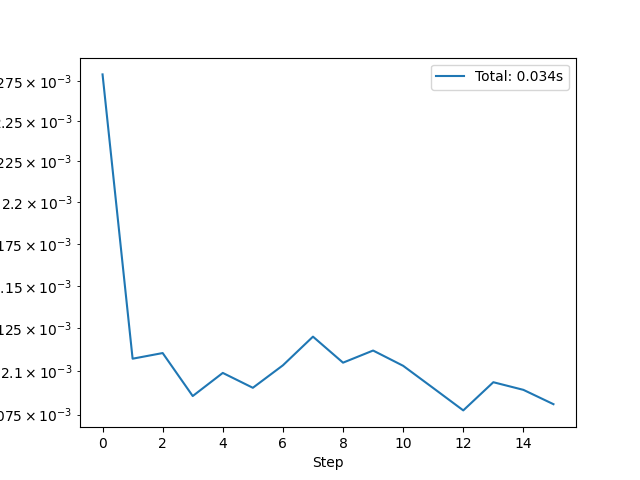 Total: 0.034s
275 × 10⁻³
.25 × 10⁻³
225 × 10⁻³
2.2 × 10⁻³
175 × 10⁻³
.15 × 10⁻³
125 × 10⁻³
2.1 × 10⁻³
075 × 10⁻³
0 2 4 6 8 10 12 14
Step